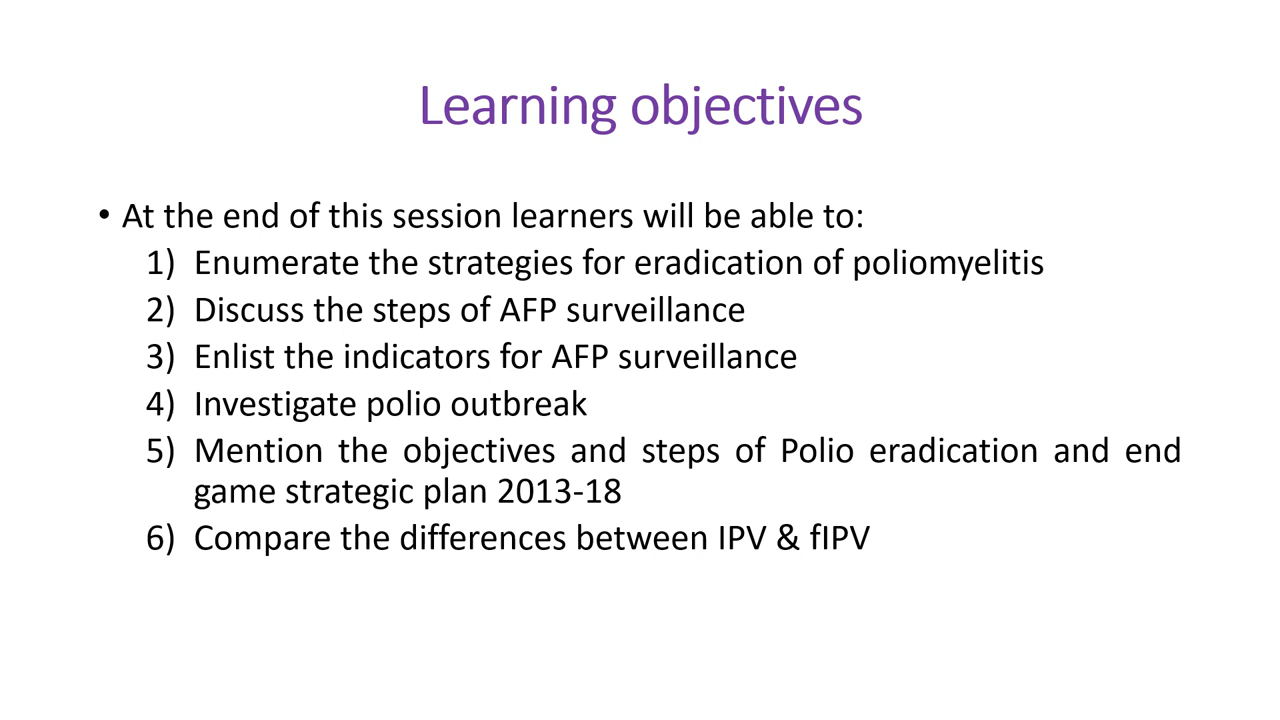 Learning objectives
• At the end of this session learners will be able to:
1) Enumerate the strategies for eradication of poliomyelitis
2) Discuss the steps of AFP surveillance
3) Enlist the indicators for AFP surveillance
4) Investigate polio outbreak
5) Mention the objectives and steps of Polio eradication and end
game strategic plan 2013-18
6) Compare the differences between IPV & fIPV